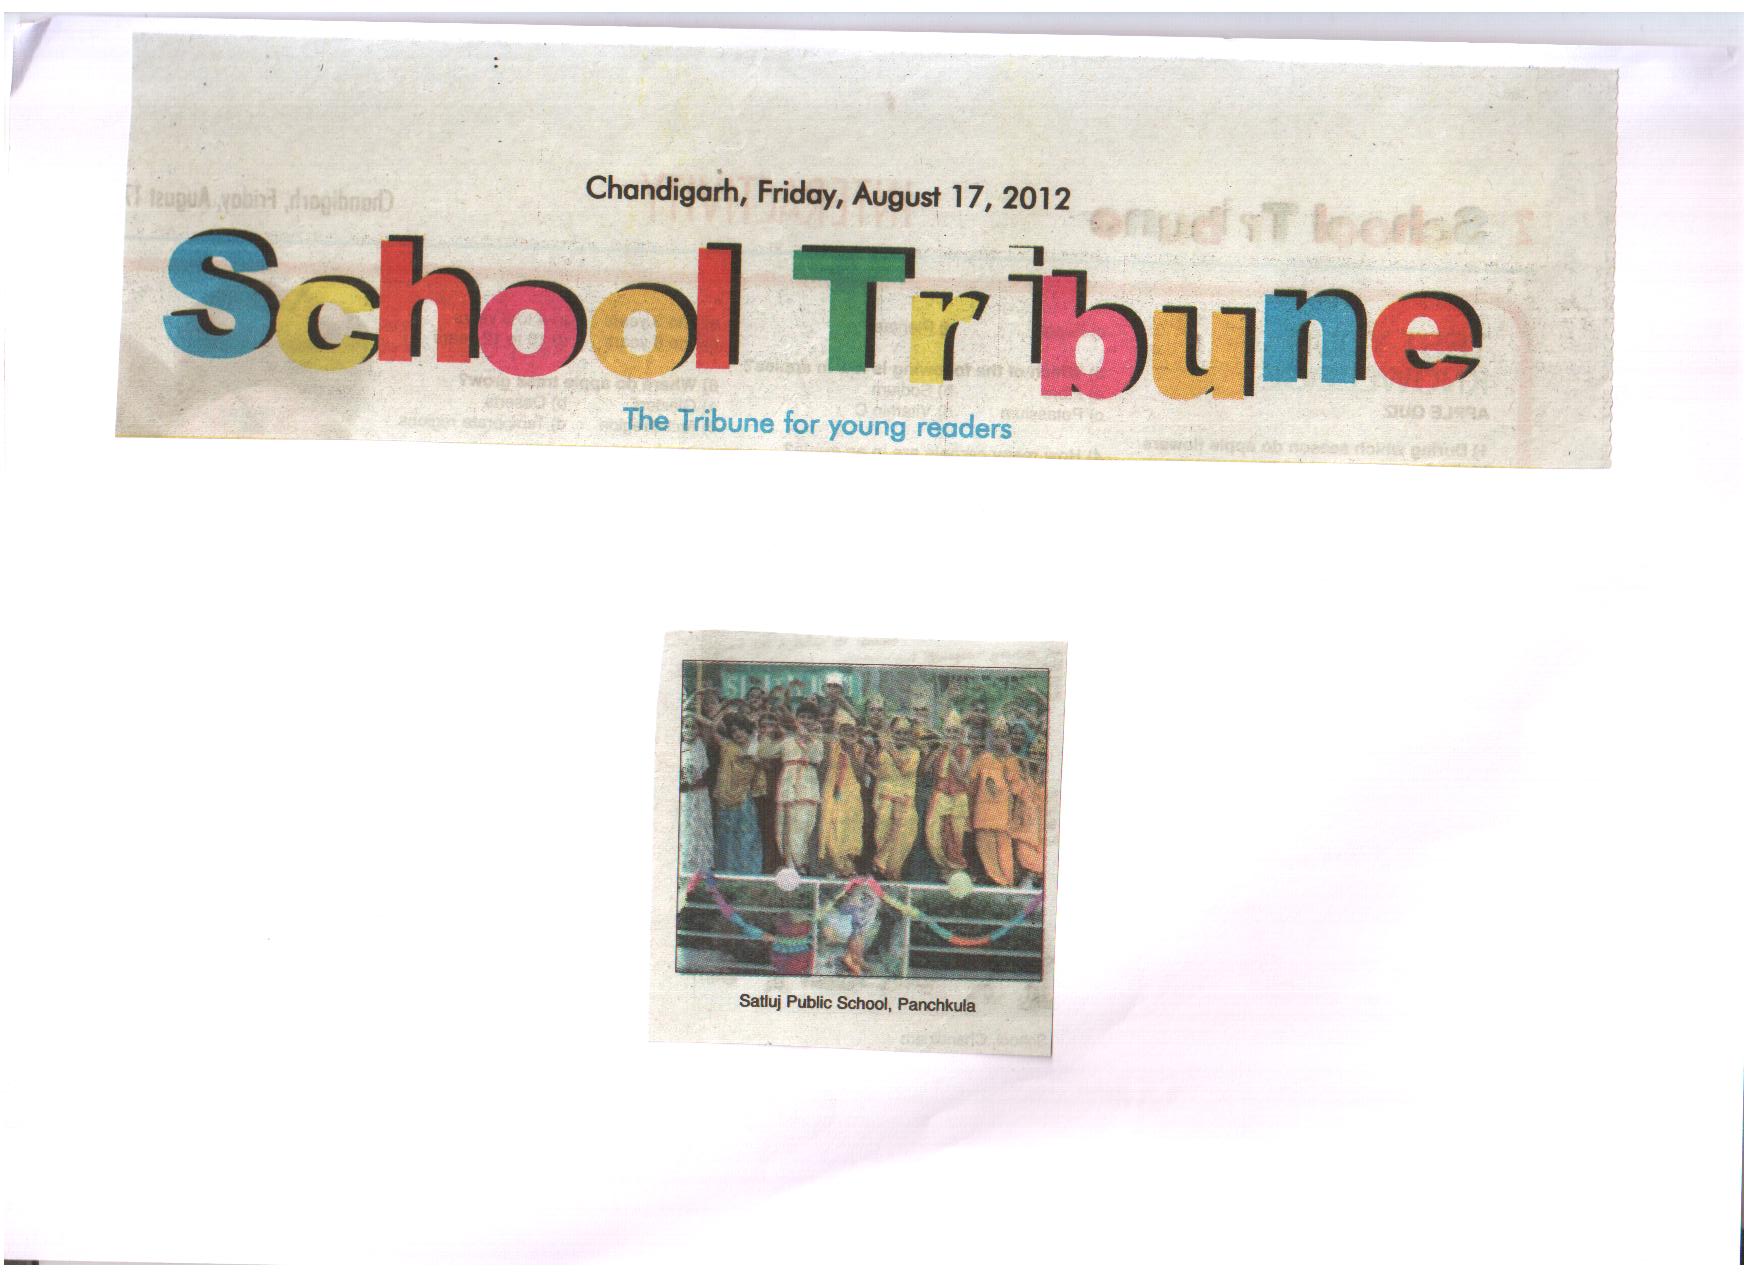 Chandigarh, Friday, August 17, 2012
School Tribune
The Tribune for young readers
Satluj Public School, Panchkula